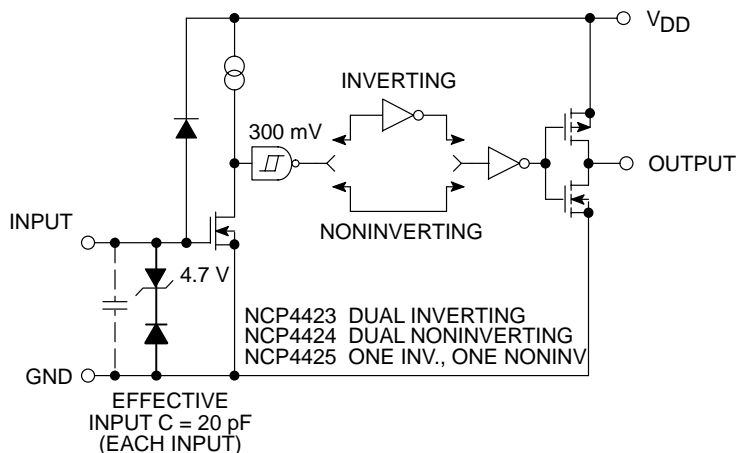 VDD
INVERTING
300 mV
OUTPUT
INPUT
NONINVERTING
4.7 V
NCP4423 DUAL INVERTING
NCP4424 DUAL NONINVERTING
NCP4425 ONE INV., ONE NONINV
GND
EFFECTIVE
INPUT C = 20 pF
(EACH INPUT)